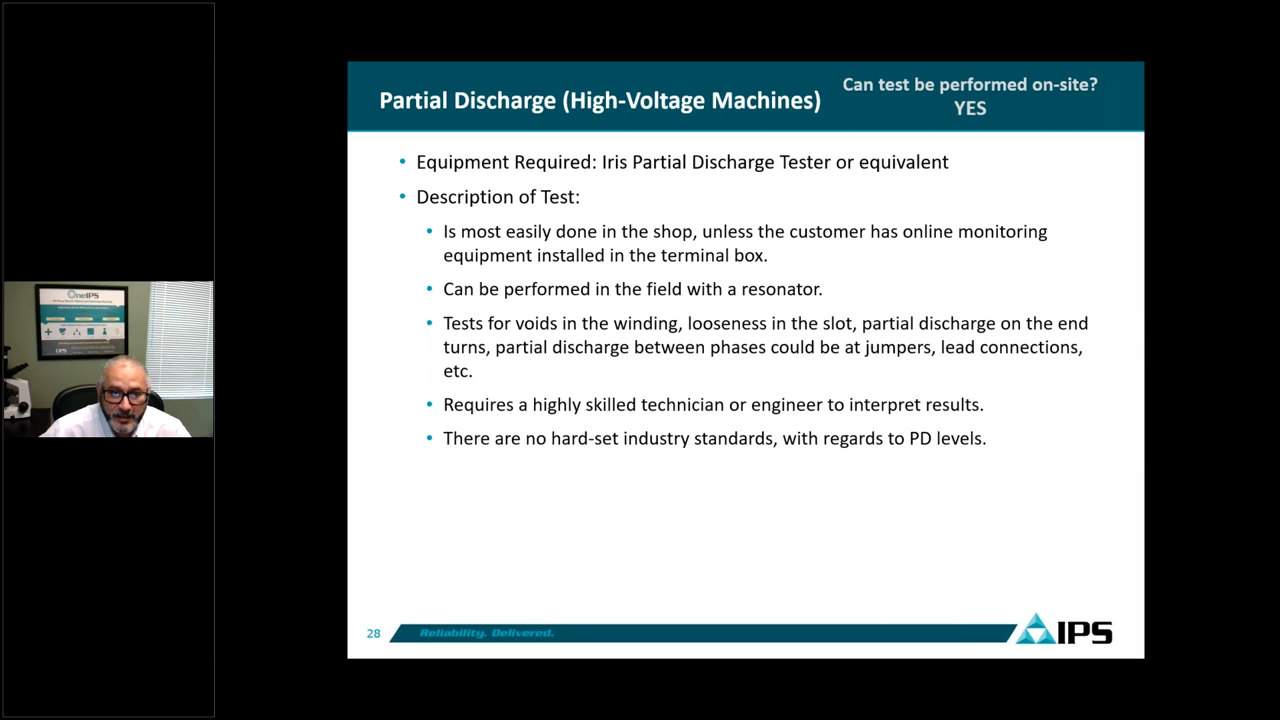 Partial Discharge (High-Voltage Machines)
Can test be performed on-site?
YES
• Equipment Required: Iris Partial Discharge Tester or equivalent
• Description of Test:
• Is most easily done in the shop, unless the customer has online monitoring
equipment installed in the terminal box.
• Can be performed in the field with a resonator.
• Tests for voids in the winding, looseness in the slot, partial discharge on the end
turns, partial discharge between phases could be at jumpers, lead connections,
etc.
• Requires a highly skilled technician or engineer to interpret results.
• There are no hard-set industry standards, with regards to PD levels.
28
Reliability. Delivered.
IPS
OneIPS